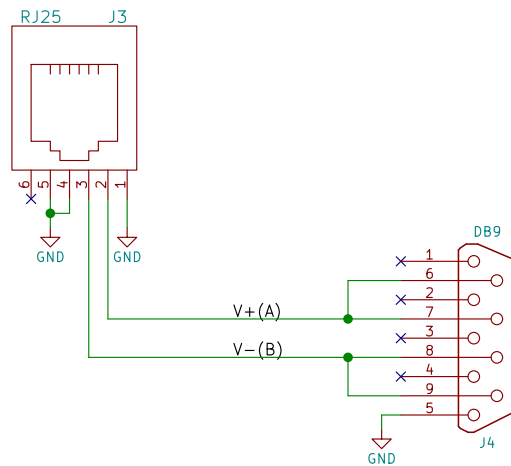 RJ25 J3
6 5 4 3 2 1
GND GND
DB9
1
6
2
V+(A) 7
3
V-(B) 8
4
9
5
J4
GND